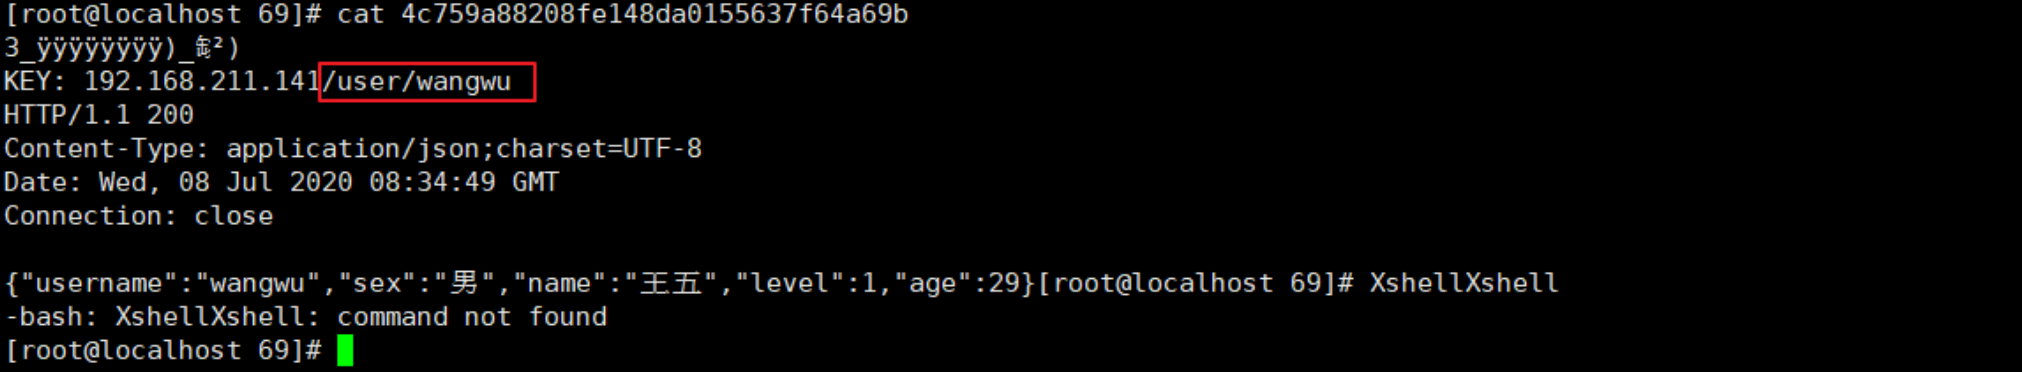 [root@localhost 69]# cat 4c759a88208fe148da0155637f64a69b
3_ÿÿÿÿÿÿÿÿ)_²)
KEY: 192.168.211.141/user/wangwu
HTTP/1.1 200
Content-Type: application/json;charset=UTF-8
Date: Wed, 08 Jul 2020 08:34:49 GMT
Connection: close
{"username":"wangwu","sex":"男","name":"王五","level":1,"age":29}[root@localhost 69]# XshellXshell
-bash: XshellXshell: command not found
[root@localhost 69]#